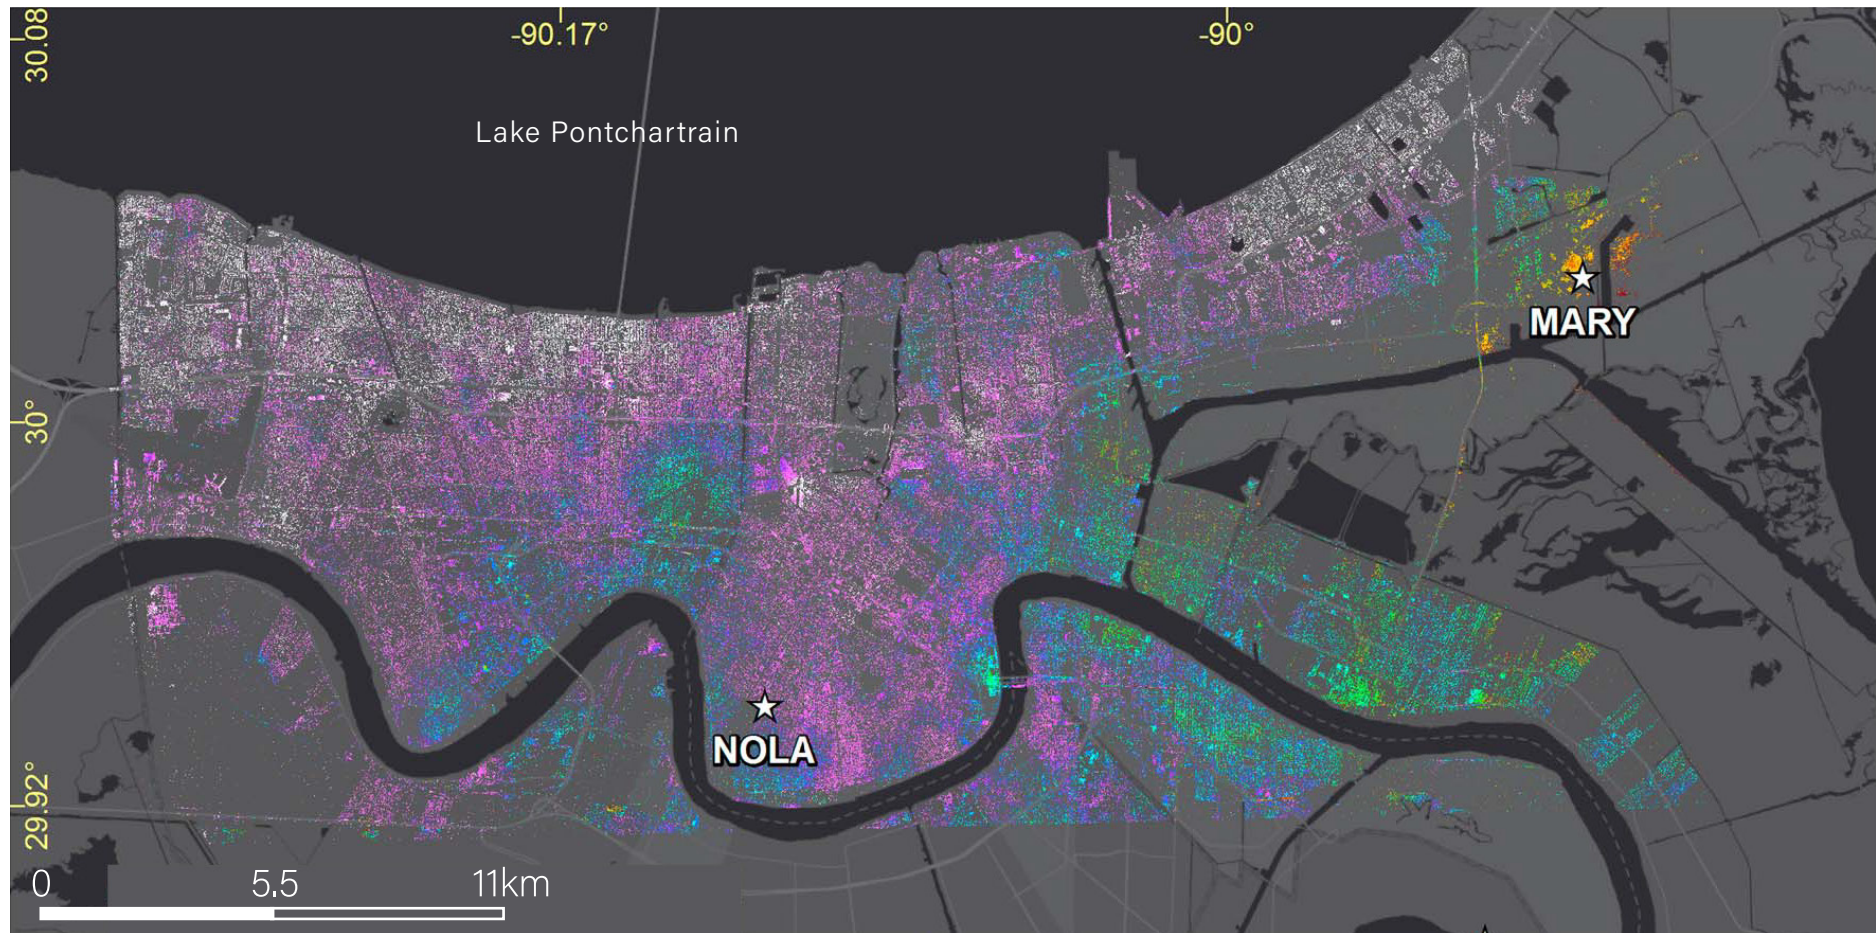 -90.17°
-90°
30.08
Lake Pontchartrain
MARY
30°
NOLA
29.92°
0 5.5 11km